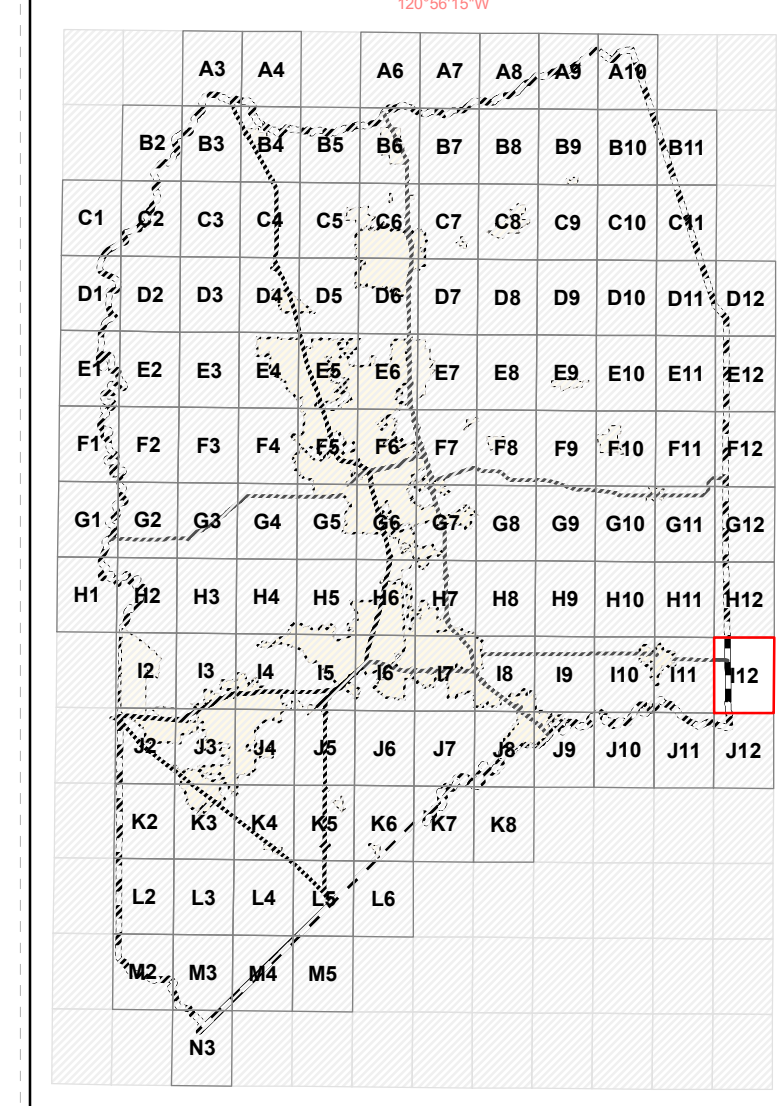 120°56'15"W
A3 A4 A6 A7 A8 A9 A10
B2 B3 B4 B5 B6 B7 B8 B9 B10 B11
C1 C2 C3 C4 C5 C6 C7 C8 C9 C10 C11
D1 D2 D3 D4 D5 D6 D7 D8 D9 D10 D11 D12
E1 E2 E3 E4 E5 E6 E7 E8 E9 E10 E11 E12
F1 F2 F3 F4 F5 F6 F7 F8 F9 F10 F11 F12
G1 G2 G3 G4 G5 G6 G7 G8 G9 G10 G11 G12
H1 H2 H3 H4 H5 H6 H7 H8 H9 H10 H11 H12
I2 I3 I4 I5 I6 I7 I8 I9 I10 I11 I12
J2 J3 J4 J5 J6 J7 J8 J9 J10 J11 J12
K2 K3 K4 K5 K6 K7 K8
L2 L3 L4 L5 L6
M2 M3 M4 M5
N3